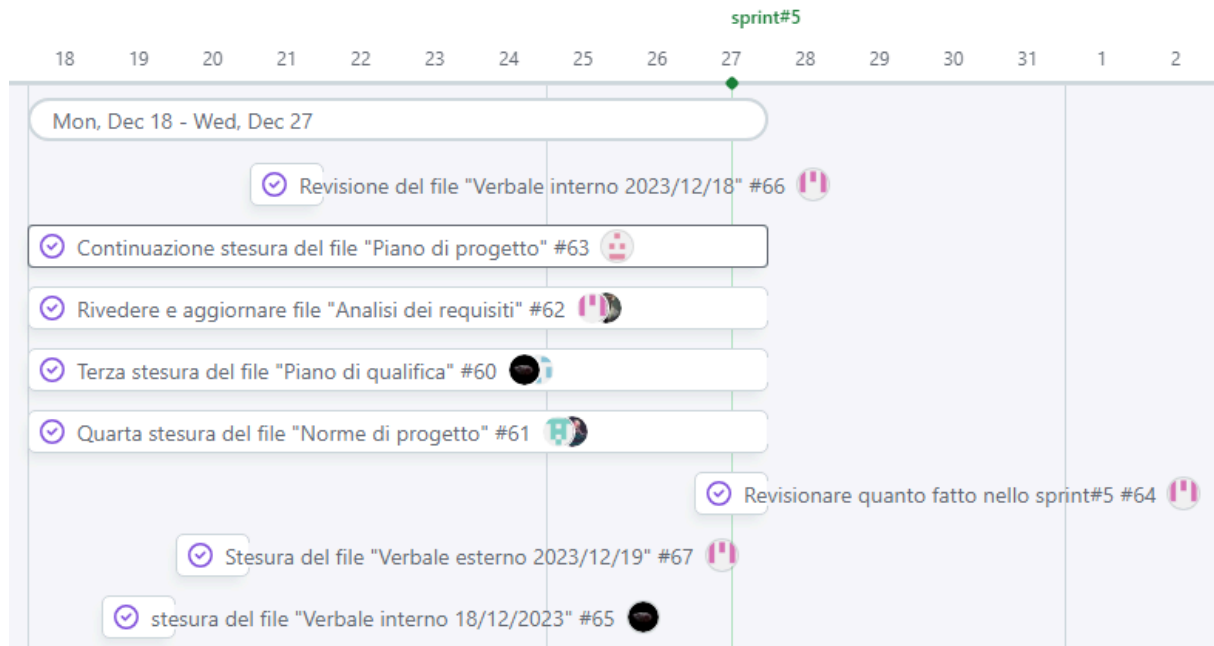 sprint#5
18 19 20 21 22 23 24 25 26 27 28 29 30 31 1 2
Mon, Dec 18 - Wed, Dec 27
Revisione del file "Verbale interno 2023/12/18" #66
Continuazione stesura del file "Piano di progetto" #63
Rivedere e aggiornare file "Analisi dei requisiti" #62
Terza stesura del file "Piano di qualifica" #60
Quarta stesura del file "Norme di progetto" #61
Revisionare quanto fatto nello sprint#5 #64
Stesura del file "Verbale esterno 2023/12/19" #67
stesura del file "Verbale interno 18/12/2023" #65